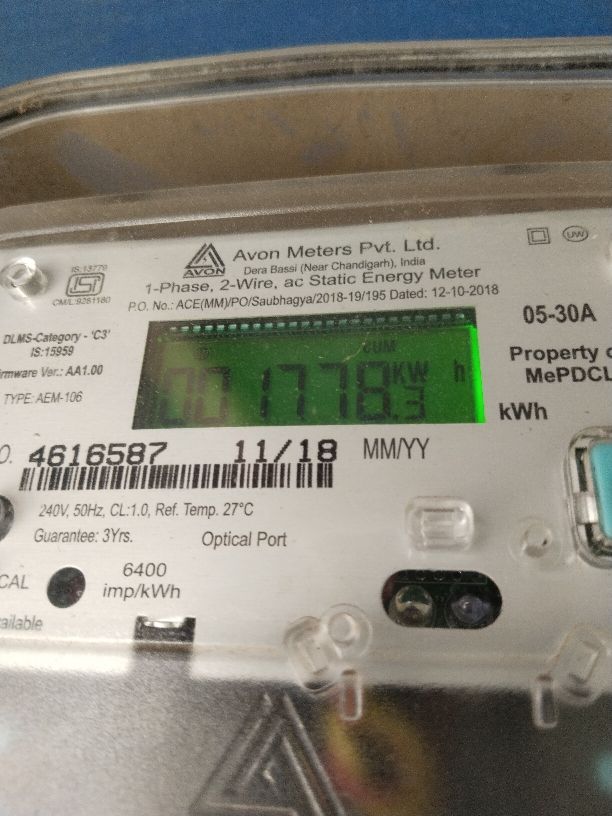 AVON
Avon Meters Pvt. Ltd.
Dera Bassi (Near Chandigarh), India
1-Phase, 2-Wire, ac Static Energy Meter
P.O. No.: ACE(MM)/PO/Saubhagya/2018-19/195 Dated: 12-10-2018
UW
IS:13779
CM/L:9281180
DLMS-Category - 'C3'
IS:15959
rmware Ver.: AA1.00
TYPE: AEM-106
CUM
001778.3 KW h
05-30A
Property o
MePDCL
kWh
O. 4616587 11/18 MM/YY
240V, 50Hz, CL:1.0, Ref. Temp. 27°C
Guarantee: 3Yrs. Optical Port
CAL 6400
imp/kWh
ailable